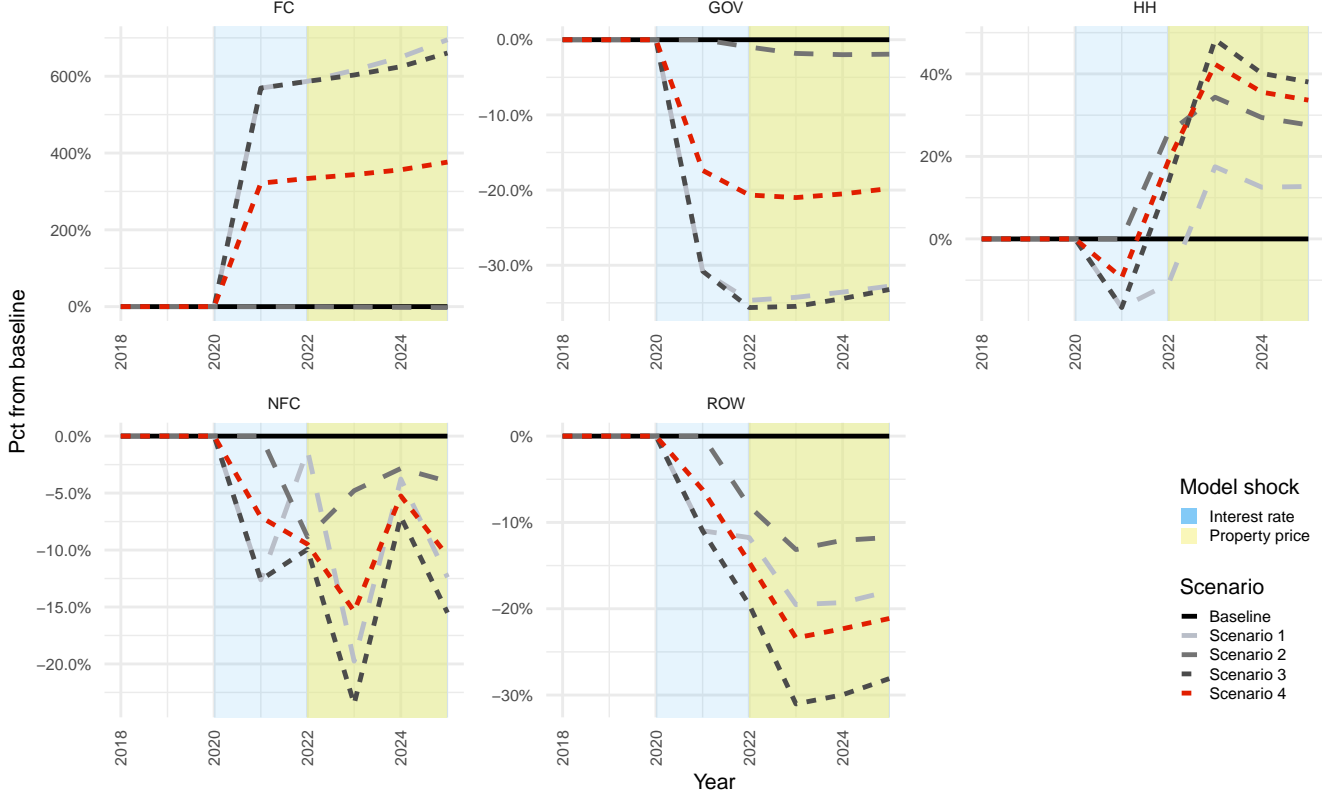 FC
GOV
HH
600%
400%
200%
0%
0.0%
−10.0%
−20.0%
−30.0%
40%
20%
0%
2018
2020
2022
2024
2018
2020
2022
2024
2018
2020
2022
2024
Pct from baseline
NFC
ROW
0.0%
−5.0%
−10.0%
−15.0%
−20.0%
0%
−10%
−20%
−30%
2018
2020
2022
2024
2018
2020
2022
2024
Year
Model shock
Interest rate
Property price
Scenario
Baseline
Scenario 1
Scenario 2
Scenario 3
Scenario 4